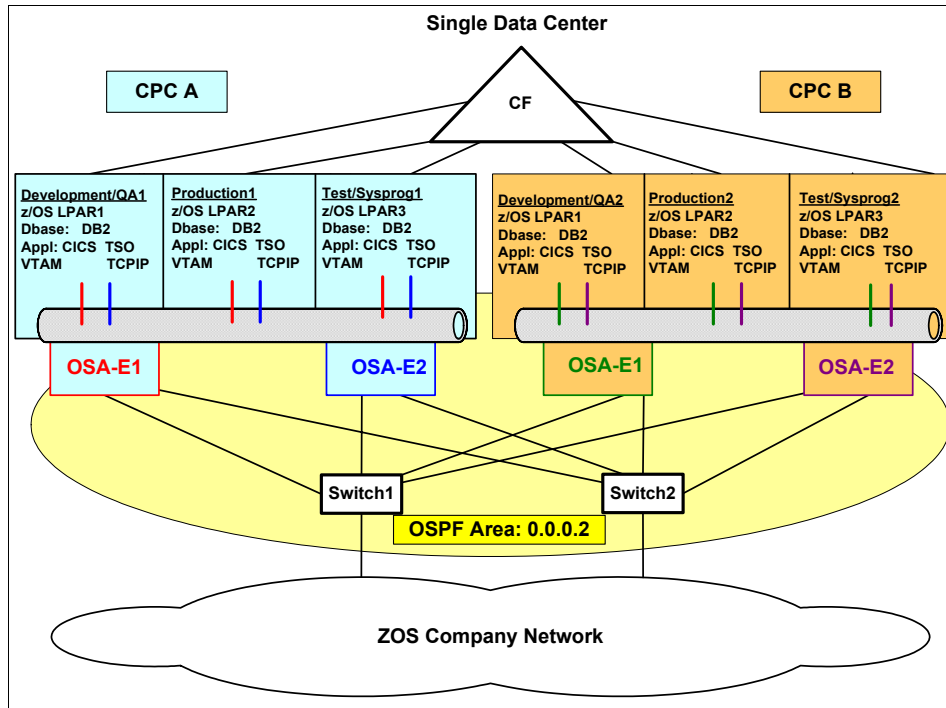 Single Data Center
CPC A
CF
CPC B
Development/QA1
z/OS LPAR1
Dbase: DB2
Appl: CICS TSO
VTAM TCPIP
Production1
z/OS LPAR2
Dbase: DB2
Appl: CICS TSO
VTAM TCPIP
Test/Sysprog1
z/OS LPAR3
Dbase: DB2
Appl: CICS TSO
VTAM TCPIP
Development/QA2
z/OS LPAR1
Dbase: DB2
Appl: CICS TSO
VTAM TCPIP
Production2
z/OS LPAR2
Dbase: DB2
Appl: CICS TSO
VTAM TCPIP
Test/Sysprog2
z/OS LPAR3
Dbase: DB2
Appl: CICS TSO
VTAM TCPIP
OSA-E1
OSA-E2
OSA-E1
OSA-E2
Switch1
Switch2
OSPF Area: 0.0.0.2
ZOS Company Network